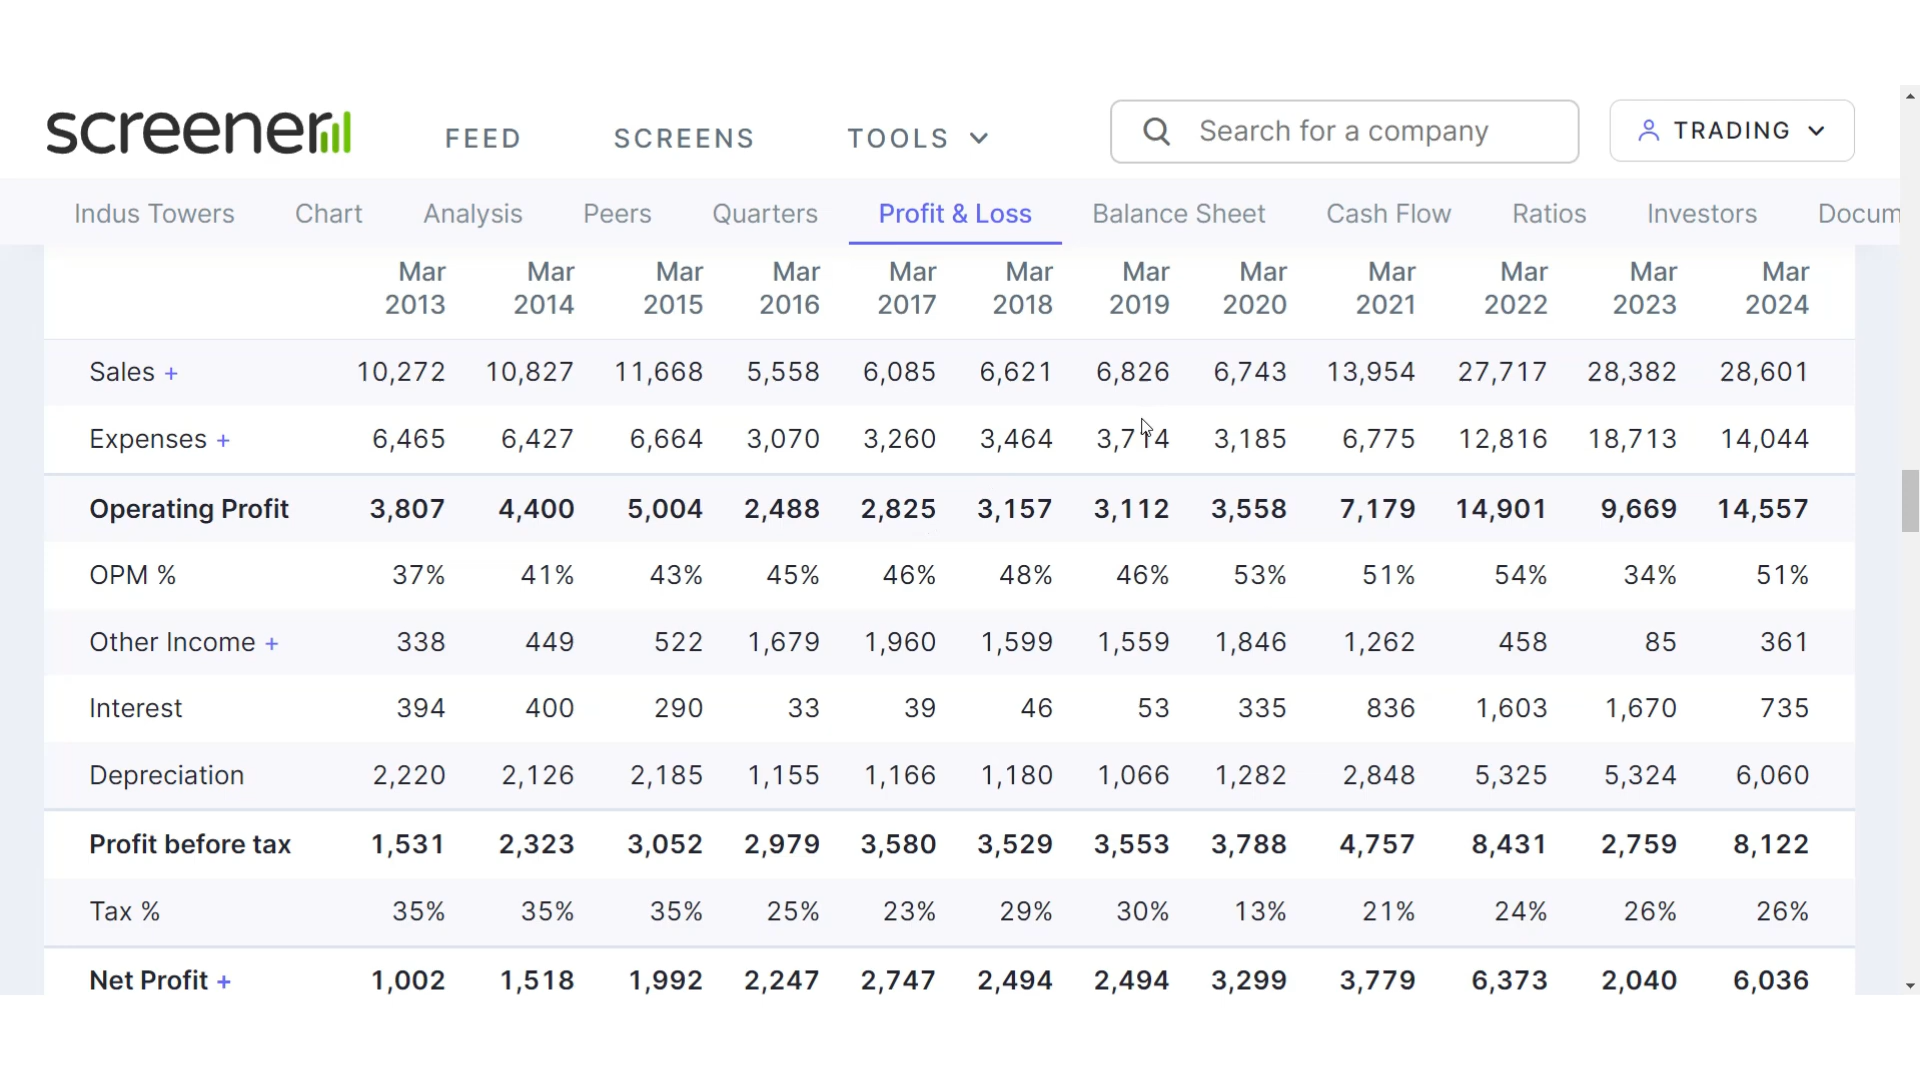 screener
FEED SCREENS TOOLS Search for a company TRADING
Indus Towers Chart Analysis Peers Quarters Profit & Loss Balance Sheet Cash Flow Ratios Investors Docum
Mar Mar Mar Mar Mar Mar Mar Mar Mar Mar Mar Mar
2013 2014 2015 2016 2017 2018 2019 2020 2021 2022 2023 2024
Sales + 10,272 10,827 11,668 5,558 6,085 6,621 6,826 6,743 13,954 27,717 28,382 28,601
Expenses + 6,465 6,427 6,664 3,070 3,260 3,464 3,714 3,185 6,775 12,816 18,713 14,044
Operating Profit 3,807 4,400 5,004 2,488 2,825 3,157 3,112 3,558 7,179 14,901 9,669 14,557
OPM % 37% 41% 43% 45% 46% 48% 46% 53% 51% 54% 34% 51%
Other Income + 338 449 522 1,679 1,960 1,599 1,559 1,846 1,262 458 85 361
Interest 394 400 290 33 39 46 53 335 836 1,603 1,670 735
Depreciation 2,220 2,126 2,185 1,155 1,166 1,180 1,066 1,282 2,848 5,325 5,324 6,060
Profit before tax 1,531 2,323 3,052 2,979 3,580 3,529 3,553 3,788 4,757 8,431 2,759 8,122
Tax % 35% 35% 35% 25% 23% 29% 30% 13% 21% 24% 26% 26%
Net Profit + 1,002 1,518 1,992 2,247 2,747 2,494 2,494 3,299 3,779 6,373 2,040 6,036